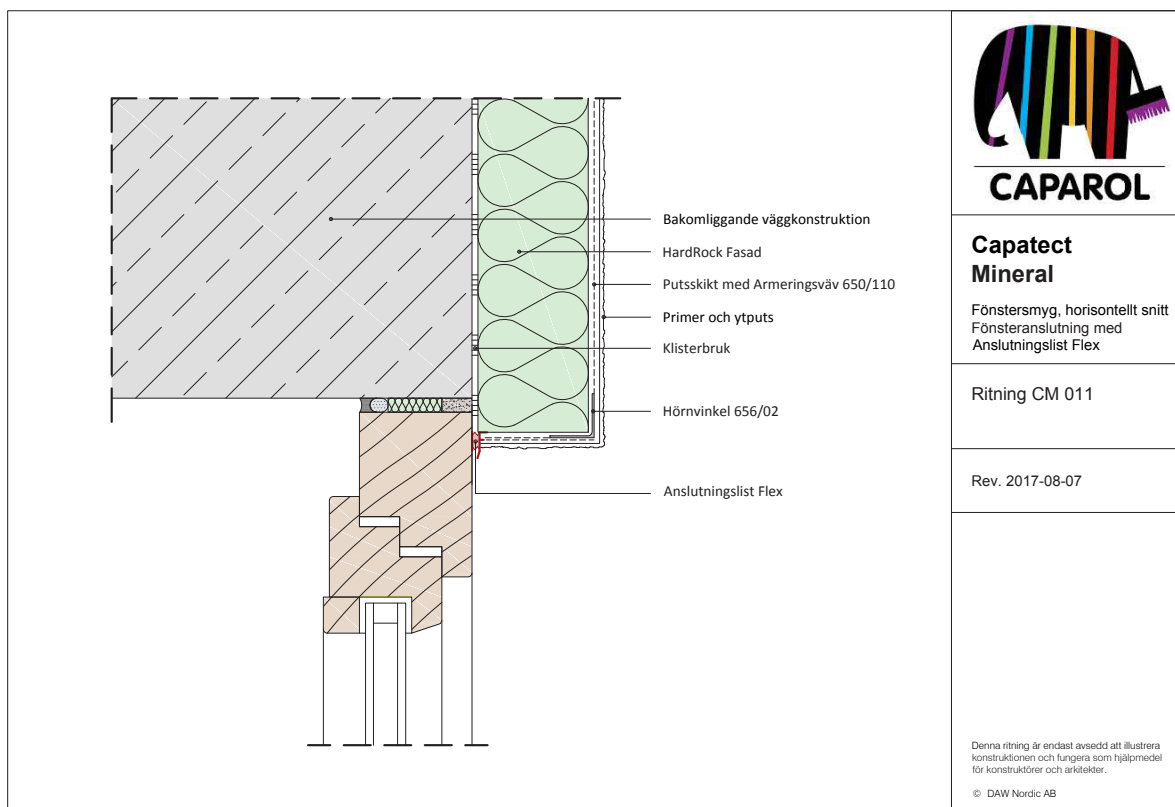 Bakomliggande väggkonstruktion
HardRock Fasad
Putsskikt med Armeringsväv 650/110
Primer och ytputs
Klisterbruk
Hörnvinkel 656/02
Anslutningslist Flex
CAPAROL
Capatect
Mineral
Fönstersmyg, horisontellt snitt
Fönsteranslutning med
Anslutningslist Flex
Ritning CM 011
Rev. 2017-08-07
Denna ritning är endast avsedd att illustrera
konstruktionen och fungera som hjälpmedel
för konstruktörer och arkitekter.
© DAW Nordic AB